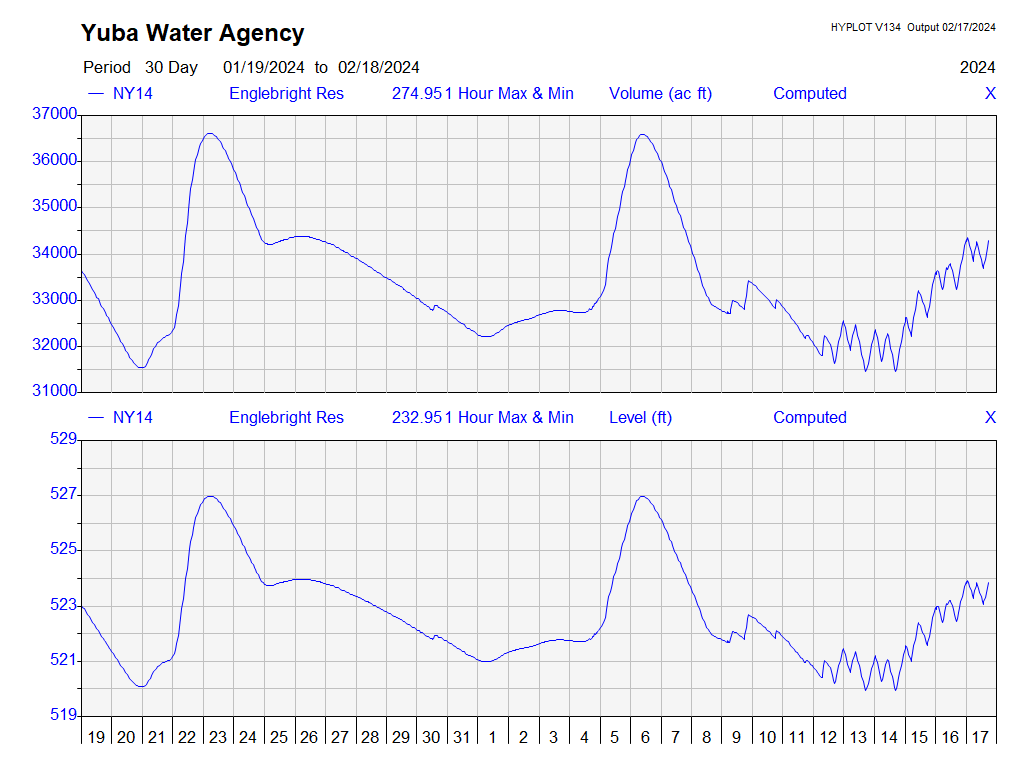 Yuba Water Agency
HYPLOT V134 Output 02/17/2024
Period 30 Day 01/19/2024 to 02/18/2024 2024
NY14 Englebright Res 274.951 Hour Max & Min Volume (ac ft) Computed X
37000
36000
35000
34000
33000
32000
31000
NY14 Englebright Res 232.951 Hour Max & Min Level (ft) Computed X
529
527
525
523
521
519
19 20 21 22 23 24 25 26 27 28 29 30 31 1 2 3 4 5 6 7 8 9 10 11 12 13 14 15 16 17